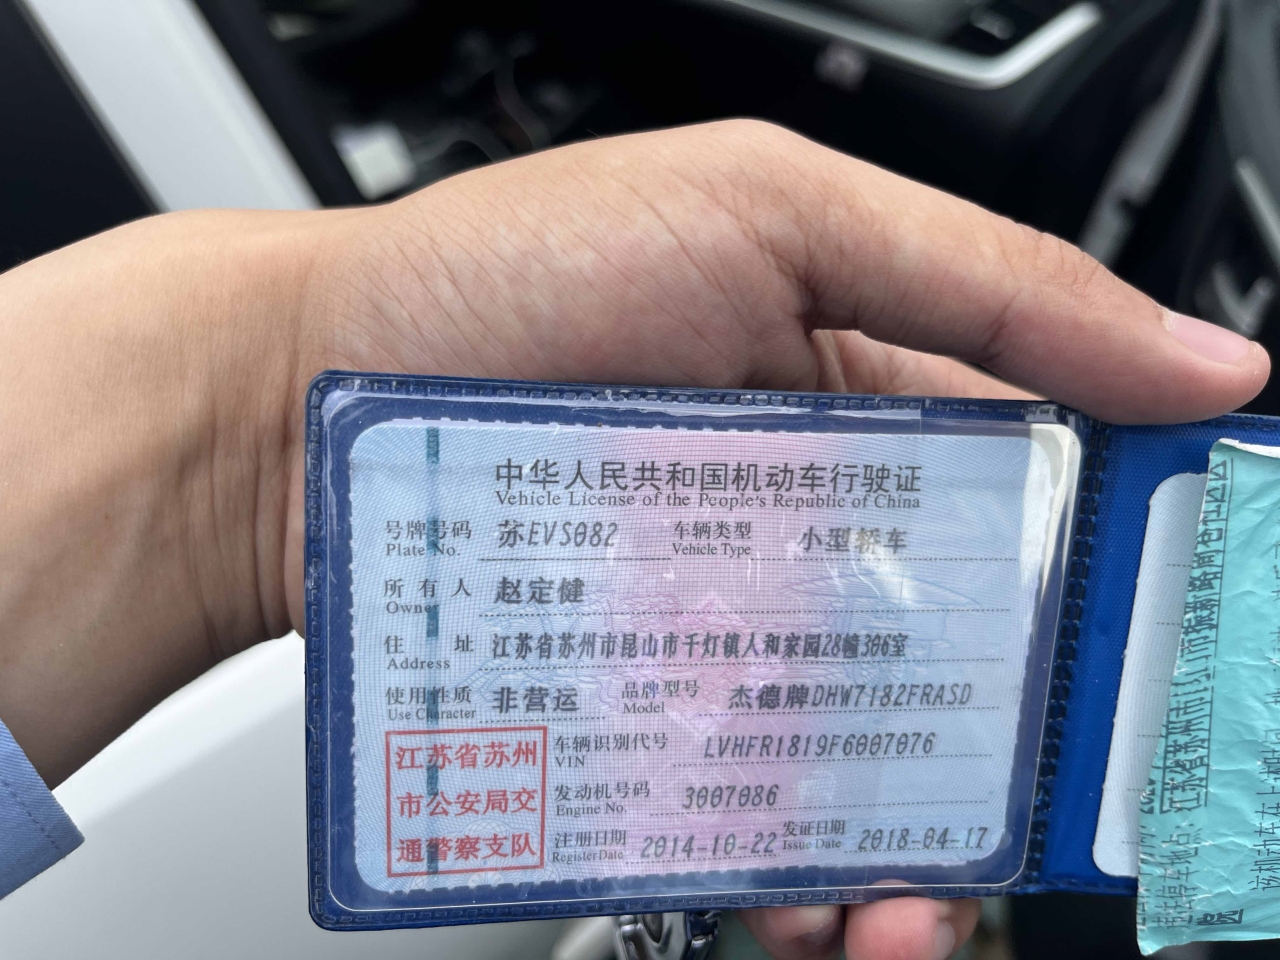 中华人民共和国机动车行驶证
Vehicle License of the People's Republic of China
号牌号码 苏EVS082 车辆类型 小型轿车
Plate No. Vehicle Type
所有人 赵定健
Owner
住址 江苏省苏州市昆山市千灯镇人和家园28幢306室
Address
使用性质 非营运 品牌型号 杰德牌DHW7182FRASD
Use Character Model
江苏省苏州
市公安局交
通警察支队
车辆识别代号 LVHFR1819F6007076
VIN
发动机号码 3007086
Engine No.
注册日期 2014-10-22 发证日期 2018-04-17
Register Date Issue Date